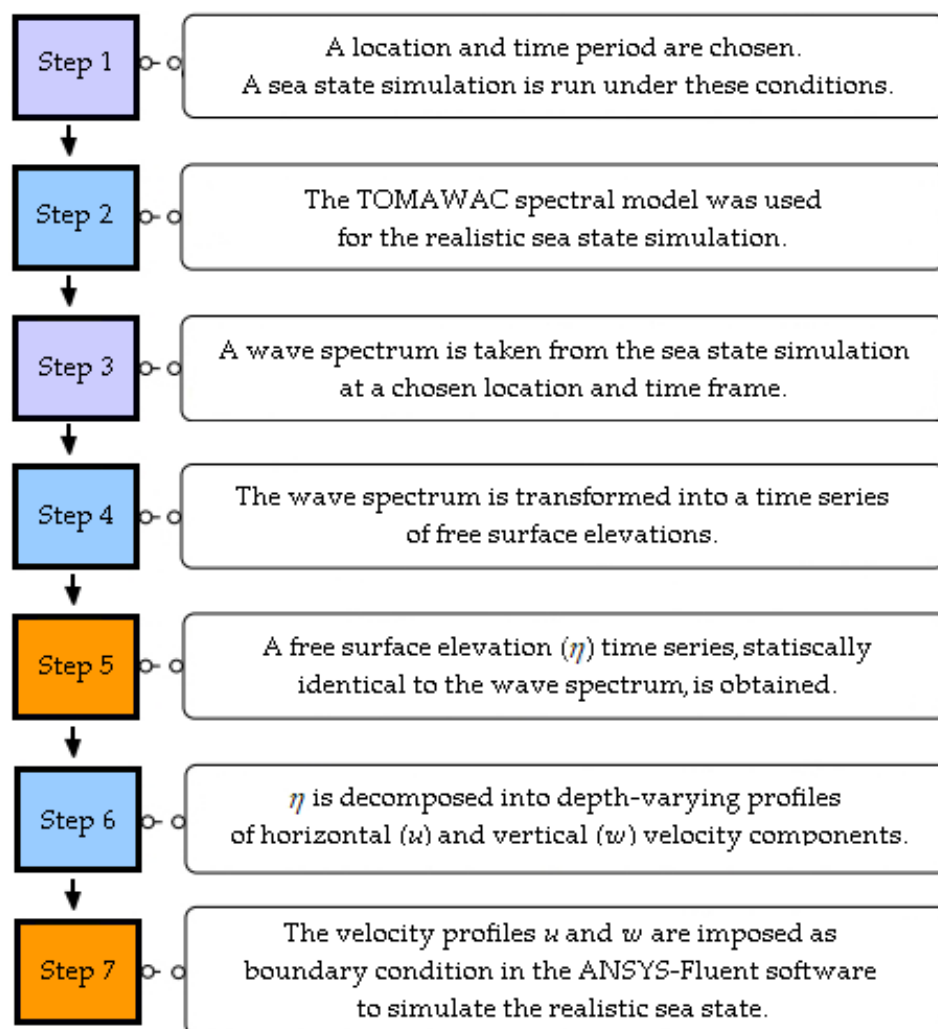 Step 1
A location and time period are chosen.
A sea state simulation is run under these conditions.
Step 2
The TOMAWAC spectral model was used
for the realistic sea state simulation.
Step 3
A wave spectrum is taken from the sea state simulation
at a chosen location and time frame.
Step 4
The wave spectrum is transformed into a time series
of free surface elevations.
Step 5
A free surface elevation (η) time series, statiscally
identical to the wave spectrum, is obtained.
Step 6
η is decomposed into depth-varying profiles
of horizontal (u) and vertical (w) velocity components.
Step 7
The velocity profiles u and w are imposed as
boundary condition in the ANSYS-Fluent software
to simulate the realistic sea state.